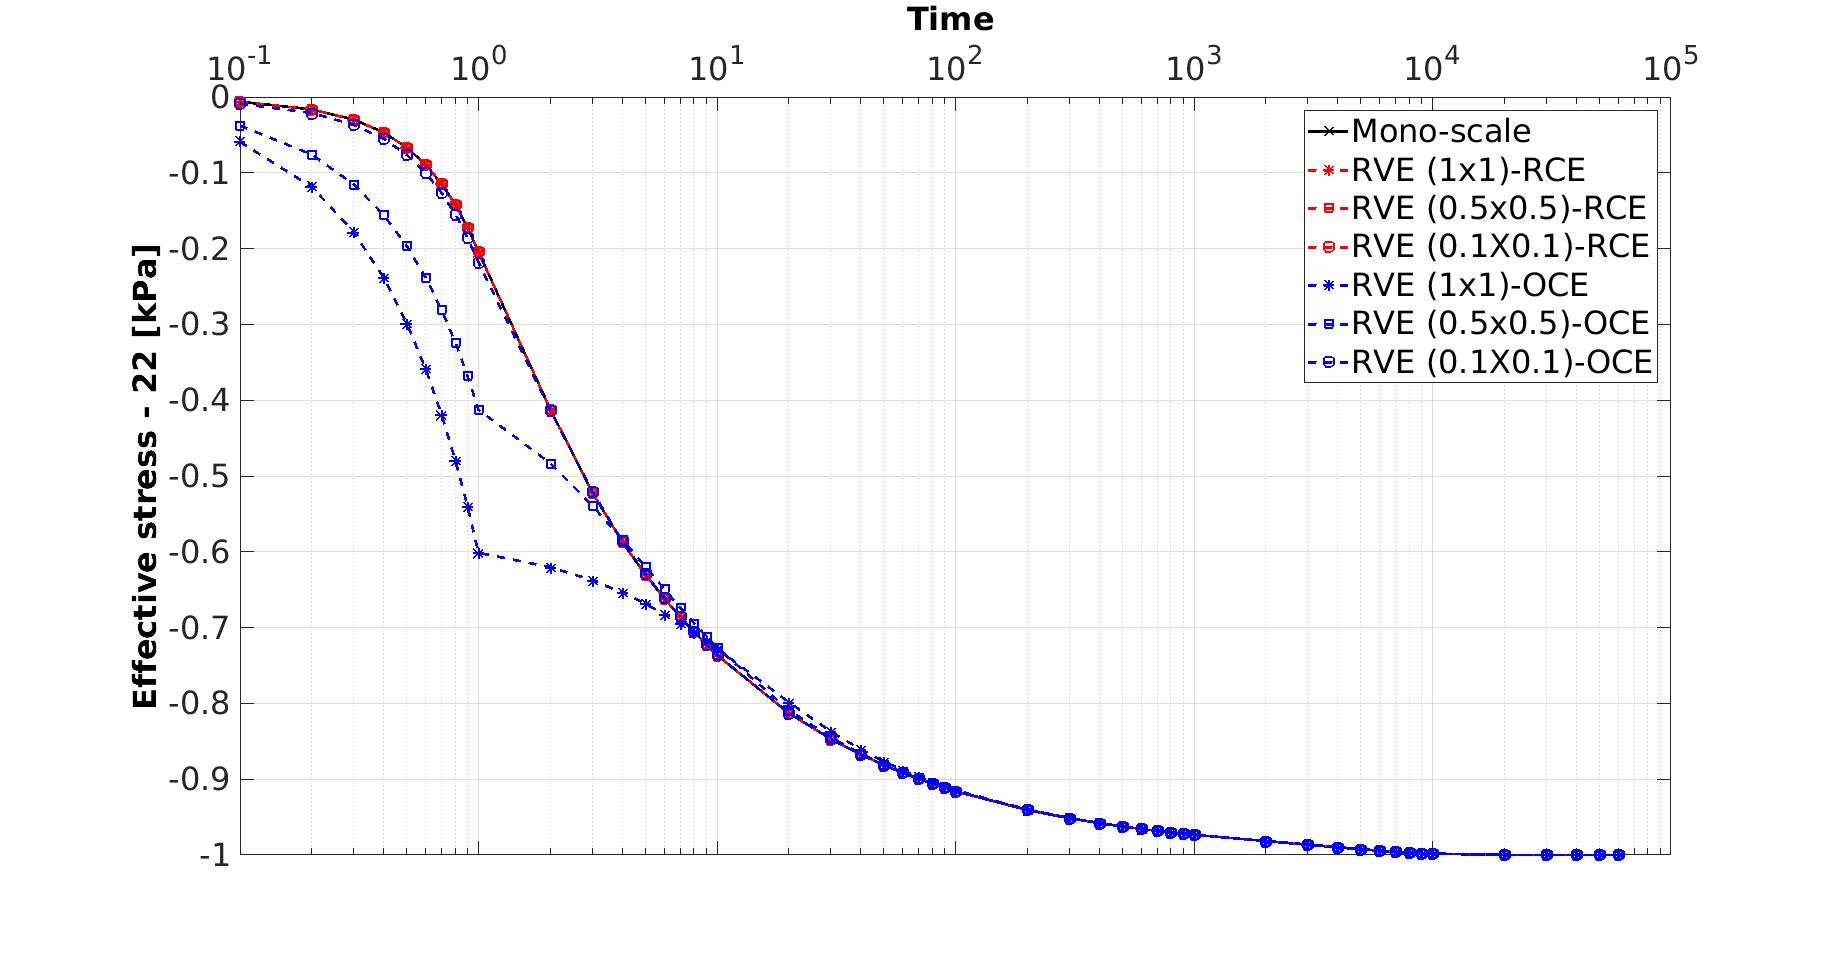 Time
10^-1 10^0 10^1 10^2 10^3 10^4 10^5
0
-0.1
-0.2
-0.3
-0.4
-0.5
-0.6
-0.7
-0.8
-0.9
-1
Effective stress - 22 [kPa]
Mono-scale
RVE (1x1)-RCE
RVE (0.5x0.5)-RCE
RVE (0.1X0.1)-RCE
RVE (1x1)-OCE
RVE (0.5x0.5)-OCE
RVE (0.1X0.1)-OCE